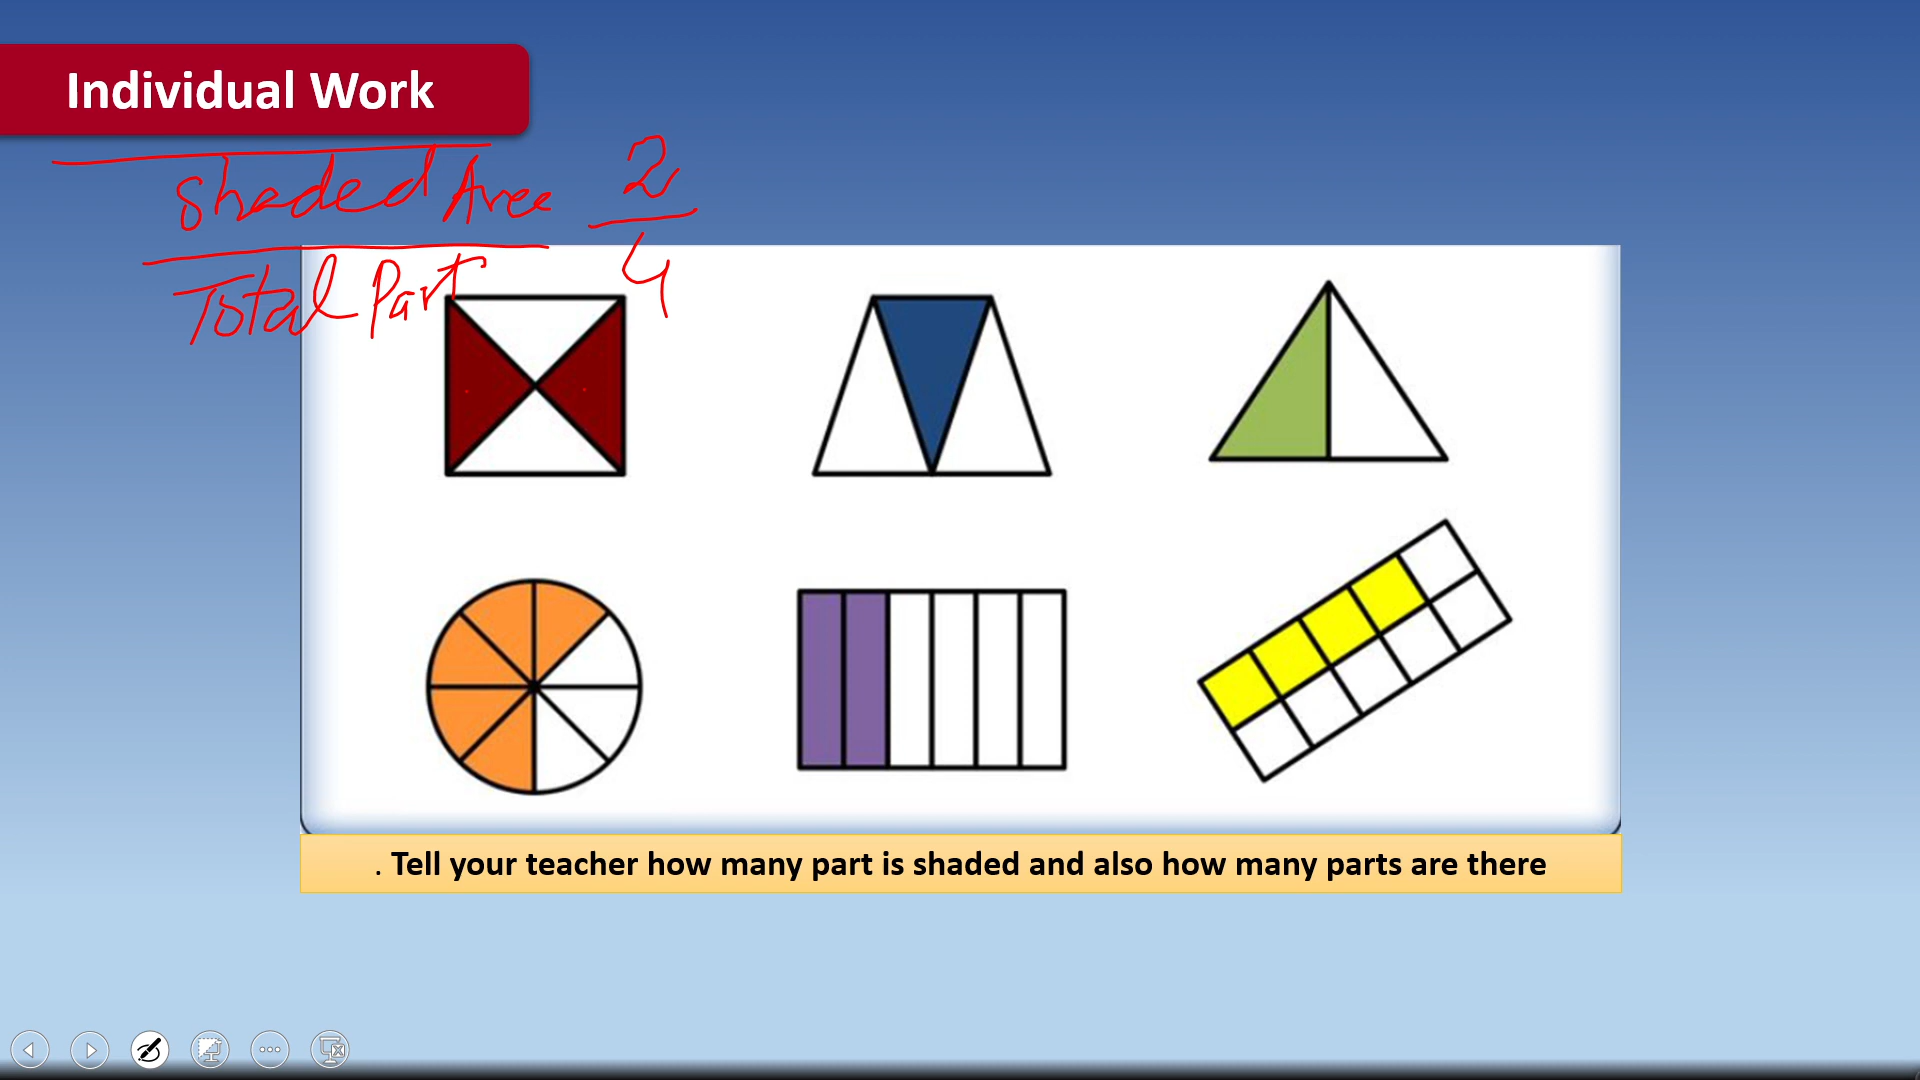 Individual Work
Shaded Area 2
Total Part 4
. Tell your teacher how many part is shaded and also how many parts are there